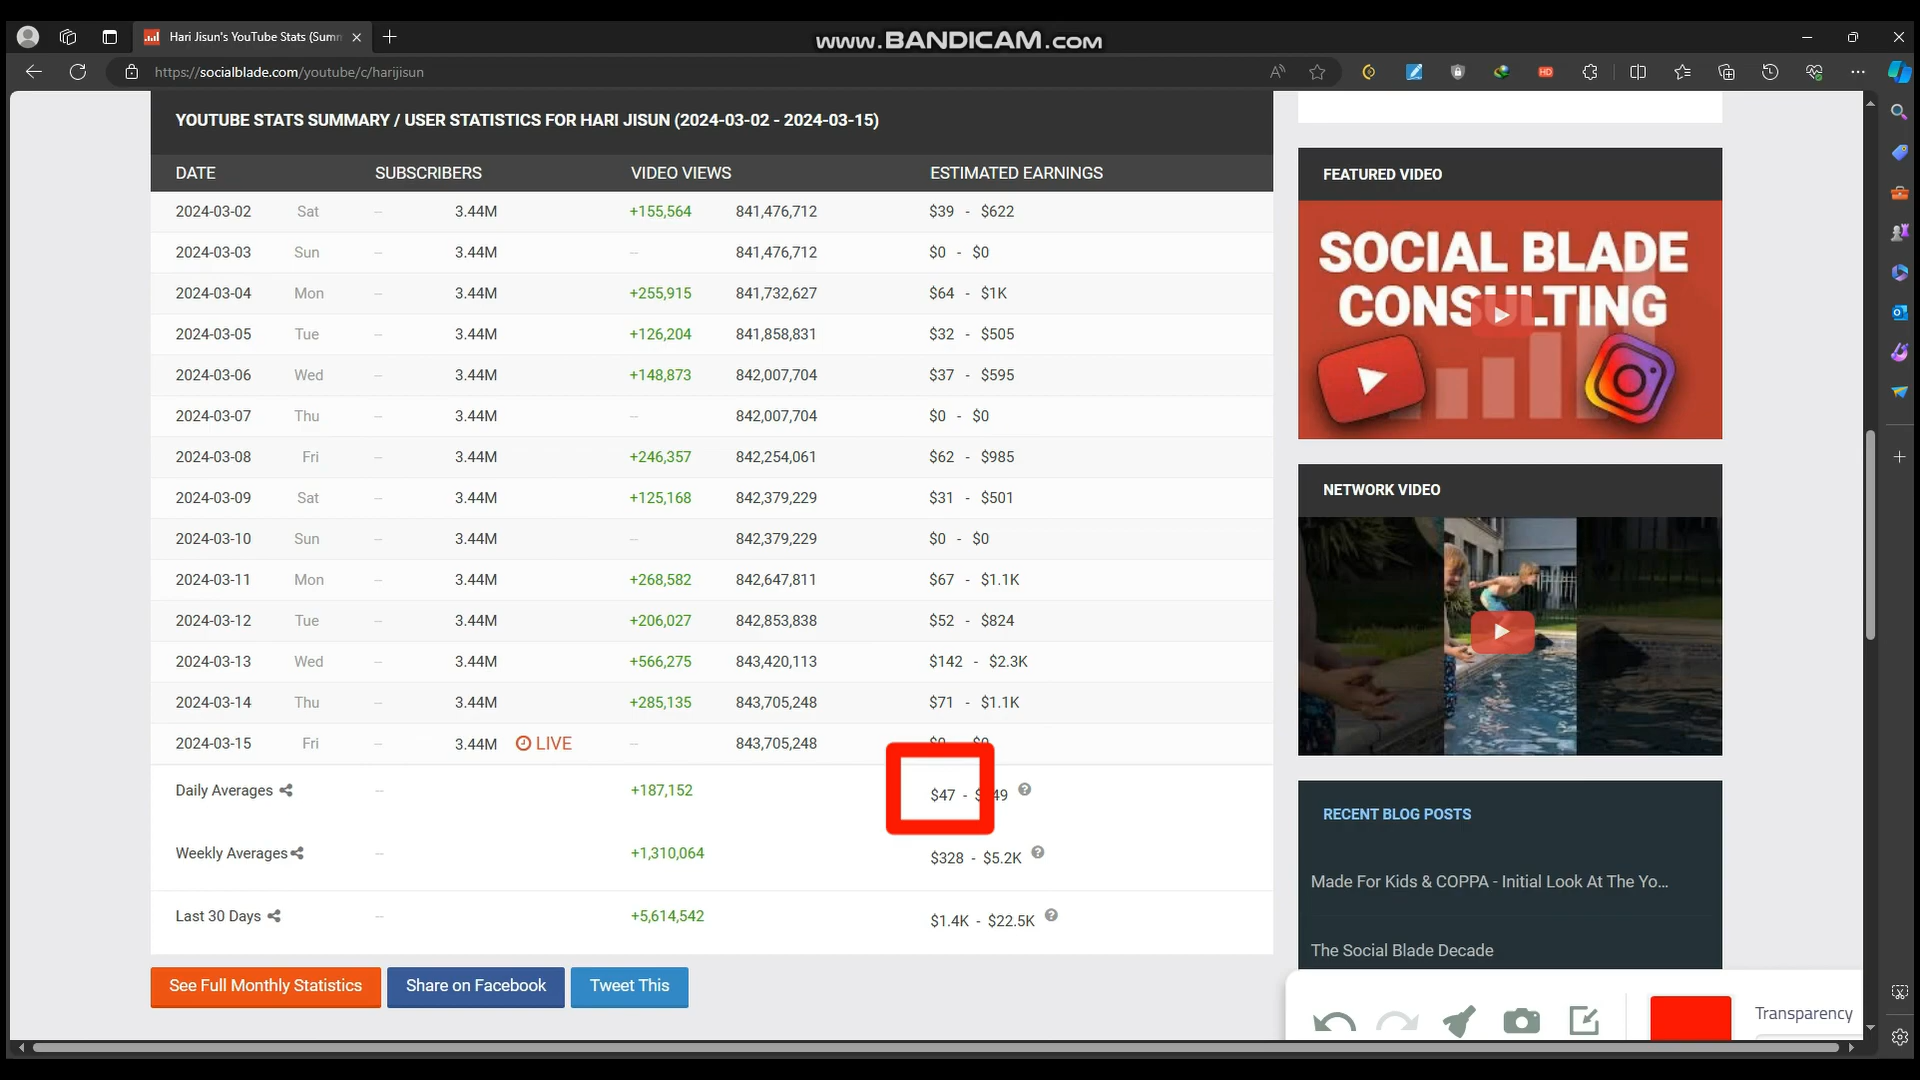 Hari Jisun's YouTube Stats (Sum
www.BANDICAM.com
https://socialblade.com/youtube/c/harijisun
HD
YOUTUBE STATS SUMMARY / USER STATISTICS FOR HARI JISUN (2024-03-02 - 2024-03-15)
DATE SUBSCRIBERS VIDEO VIEWS ESTIMATED EARNINGS
2024-03-02 Sat -- 3.44M +155,564 841,476,712 $39 - $622
2024-03-03 Sun -- 3.44M -- 841,476,712 $0 - $0
2024-03-04 Mon -- 3.44M +255,915 841,732,627 $64 - $1K
2024-03-05 Tue -- 3.44M +126,204 841,858,831 $32 - $505
2024-03-06 Wed -- 3.44M +148,873 842,007,704 $37 - $595
2024-03-07 Thu -- 3.44M -- 842,007,704 $0 - $0
2024-03-08 Fri -- 3.44M +246,357 842,254,061 $62 - $985
2024-03-09 Sat -- 3.44M +125,168 842,379,229 $31 - $501
2024-03-10 Sun -- 3.44M -- 842,379,229 $0 - $0
2024-03-11 Mon -- 3.44M +268,582 842,647,811 $67 - $1.1K
2024-03-12 Tue -- 3.44M +206,027 842,853,838 $52 - $824
2024-03-13 Wed -- 3.44M +566,275 843,420,113 $142 - $2.3K
2024-03-14 Thu -- 3.44M +285,135 843,705,248 $71 - $1.1K
2024-03-15 Fri -- 3.44M LIVE -- 843,705,248 $0 - $0
Daily Averages -- +187,152 $47 - $ 49
Weekly Averages -- +1,310,064 $328 - $5.2K
Last 30 Days -- +5,614,542 $1.4K - $22.5K
See Full Monthly Statistics
Share on Facebook
Tweet This
FEATURED VIDEO
SOCIAL BLADE
CONSULTING
NETWORK VIDEO
RECENT BLOG POSTS
Made For Kids & COPPA - Initial Look At The Yo...
The Social Blade Decade
Transparency